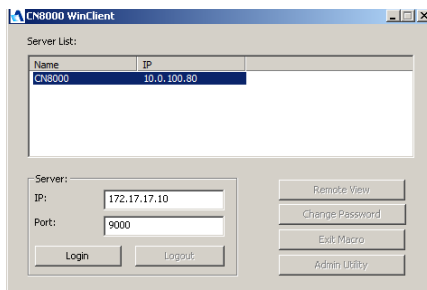 CN8000 WinClient
Server List:
Name IP
CN8000 10.0.100.80
Server:
IP: 172.17.17.10
Port: 9000
Login Logout
Remote View
Change Password
Exit Macro
Admin Utility